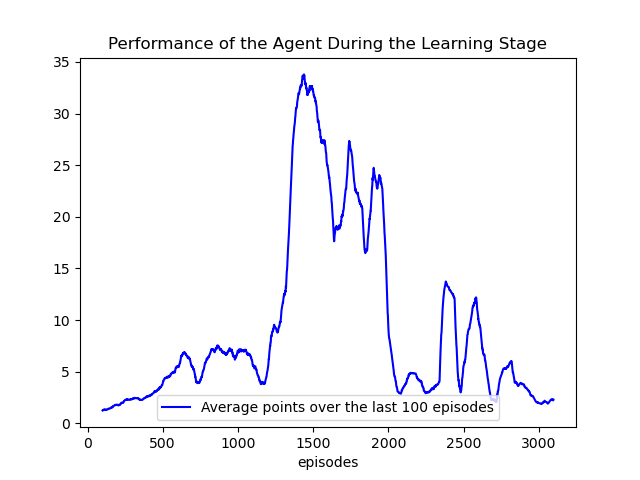 Performance of the Agent During the Learning Stage
35
30
25
20
15
10
5
0
Average points over the last 100 episodes
0 500 1000 1500 2000 2500 3000
episodes